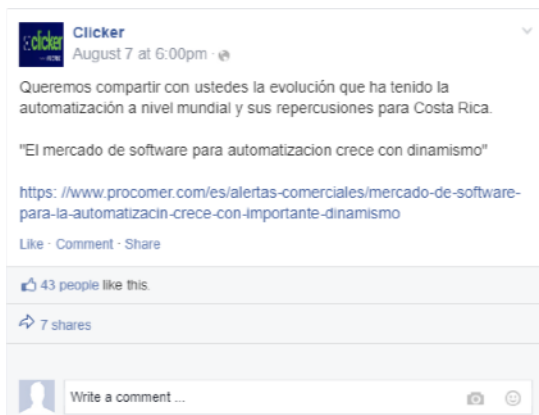 clicker
Clicker
August 7 at 6:00pm ·
Queremos compartir con ustedes la evolución que ha tenido la
automatización a nivel mundial y sus repercusiones para Costa Rica.
"El mercado de software para automatizacion crece con dinamismo"
https: //www.procomer.com/es/alertas-comerciales/mercado-de-software-
para-la-automatizacin-crece-con-importante-dinamismo
Like · Comment · Share
43 people like this.
7 shares
Write a comment ...